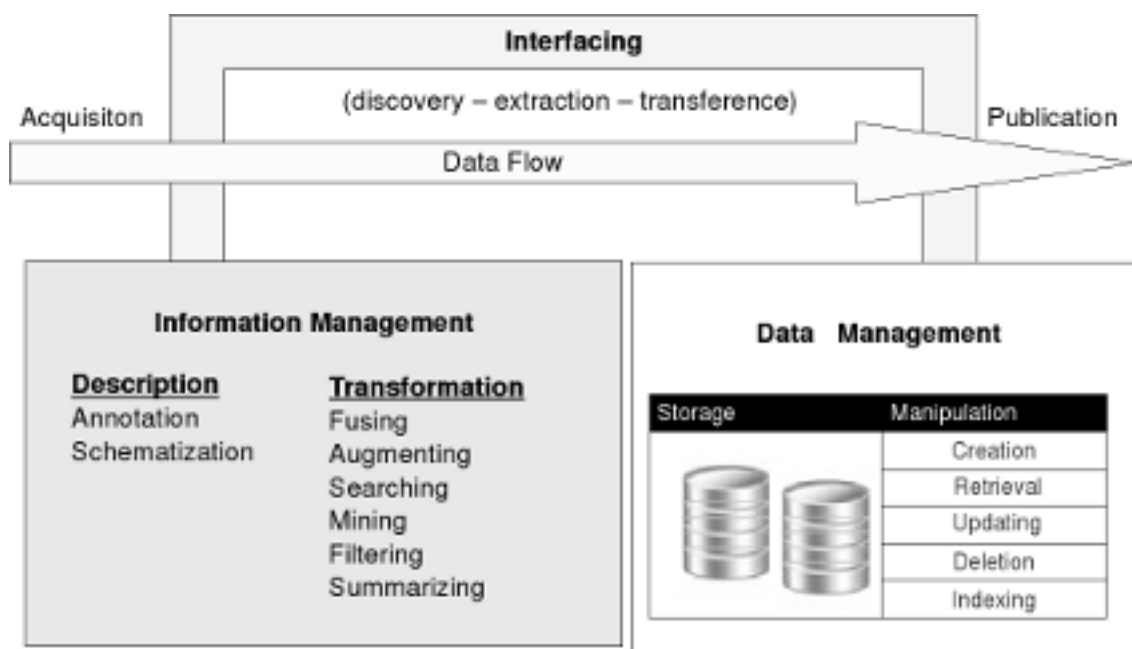 Interfacing
(discovery – extraction – transference)
Acquisiton
Publication
Data Flow
Information Management
Description
Annotation
Schematization
Transformation
Fusing
Augmenting
Searching
Mining
Filtering
Summarizing
Data Management
Storage
Manipulation
Creation
Retrieval
Updating
Deletion
Indexing